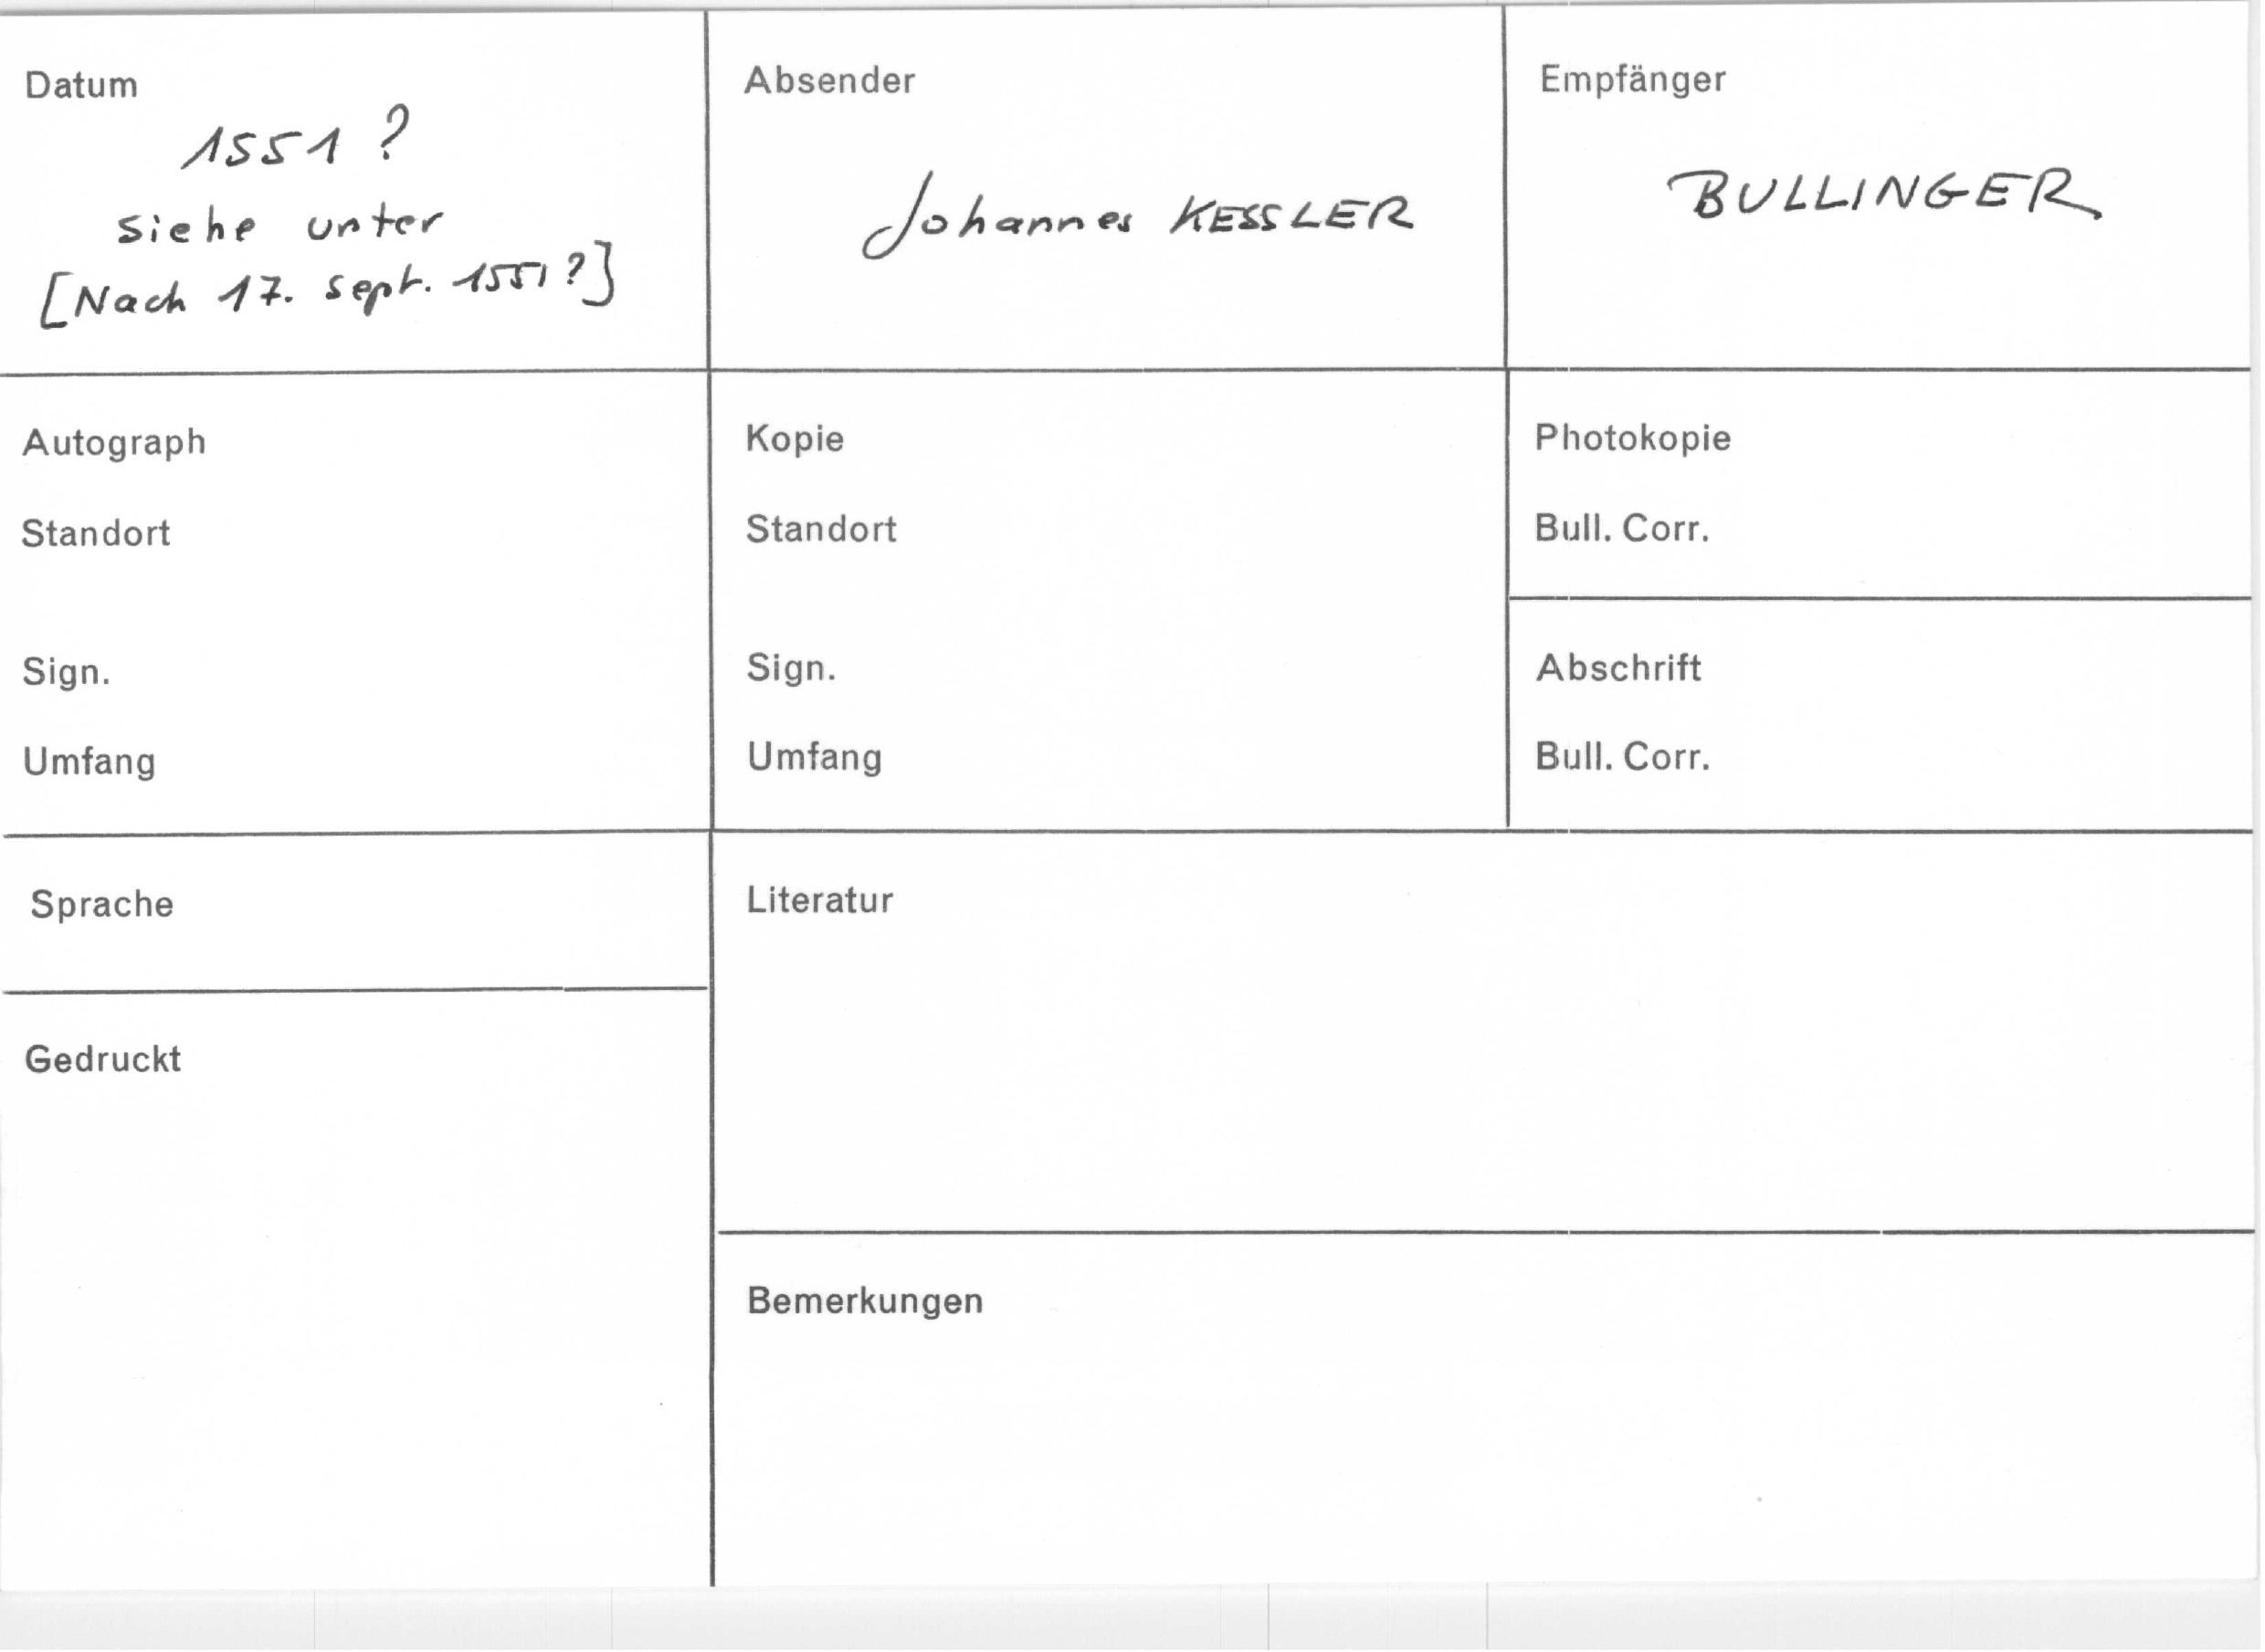 Datum
1551 ?
siehe unter
[Nach 17. Sept. 1551?]
Absender
Johannes KESSLER
Empfänger
BULLINGER
Autograph
Standort
Sign.
Umfang
Kopie
Standort
Sign.
Umfang
Photokopie
Bull. Corr.
Abschrift
Bull. Corr.
Sprache
Gedruckt
Literatur
Bemerkungen